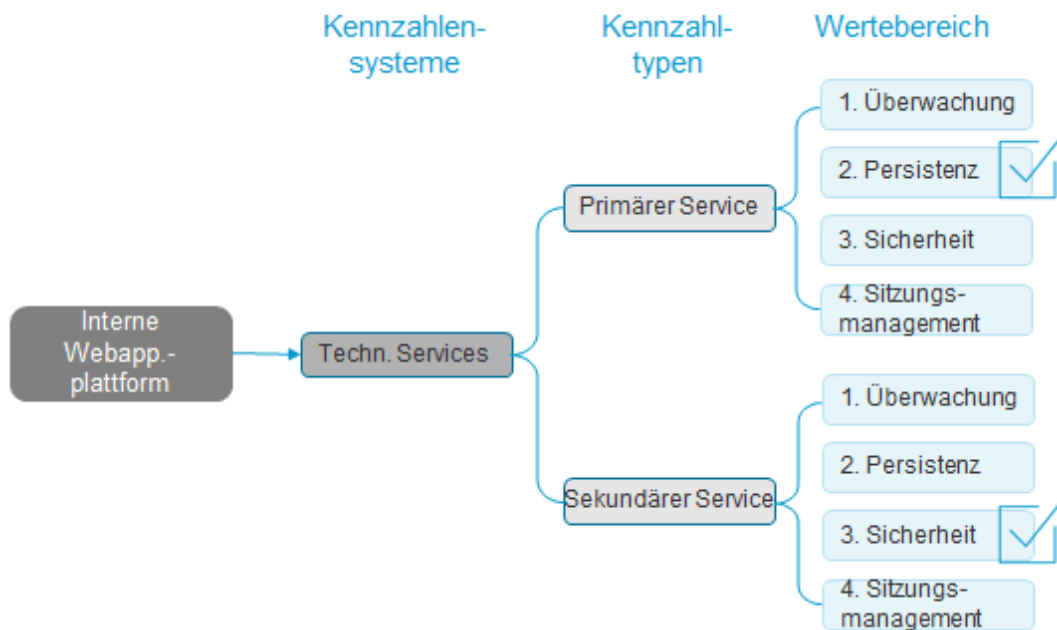 Kennzahlen-
systeme
Kennzahl-
typen
Wertebereich
1. Überwachung
2. Persistenz
Primärer Service
3. Sicherheit
4. Sitzungs-
management
Interne
Webapp.-
plattform
Techn. Services
1. Überwachung
2. Persistenz
Sekundärer Service
3. Sicherheit
4. Sitzungs-
management